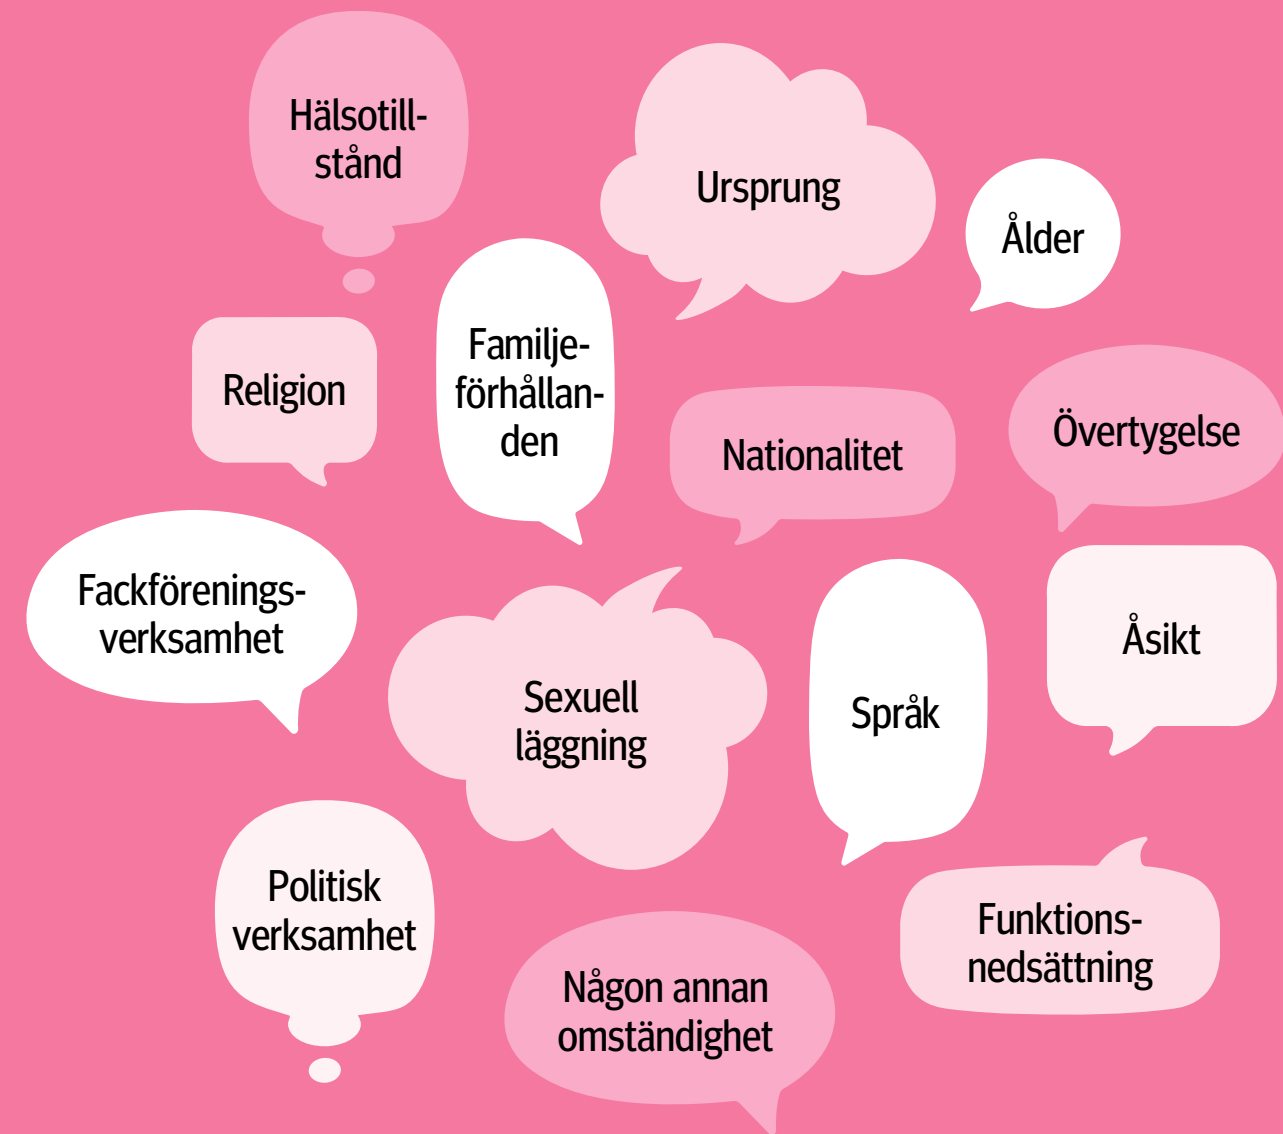 Hälsotill-
stånd
Ursprung
Ålder
Familje-
förhållan-
den
Religion
Nationalitet
Övertygelse
Fackförenings-
verksamhet
Åsikt
Sexuell
läggning
Språk
Politisk
verksamhet
Funktions-
nedsättning
Någon annan
omständighet